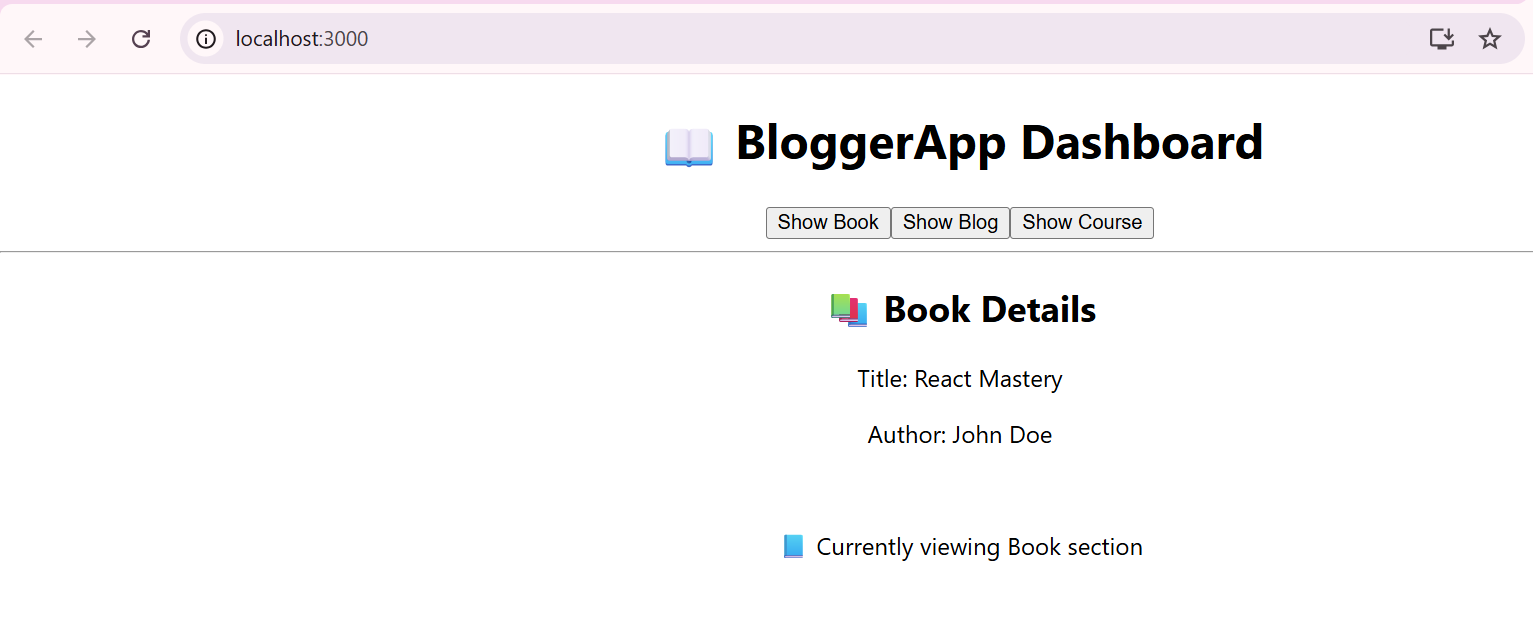 localhost:3000
📖 BloggerApp Dashboard
Show Book Show Blog Show Course
📚 Book Details
Title: React Mastery
Author: John Doe
📘 Currently viewing Book section